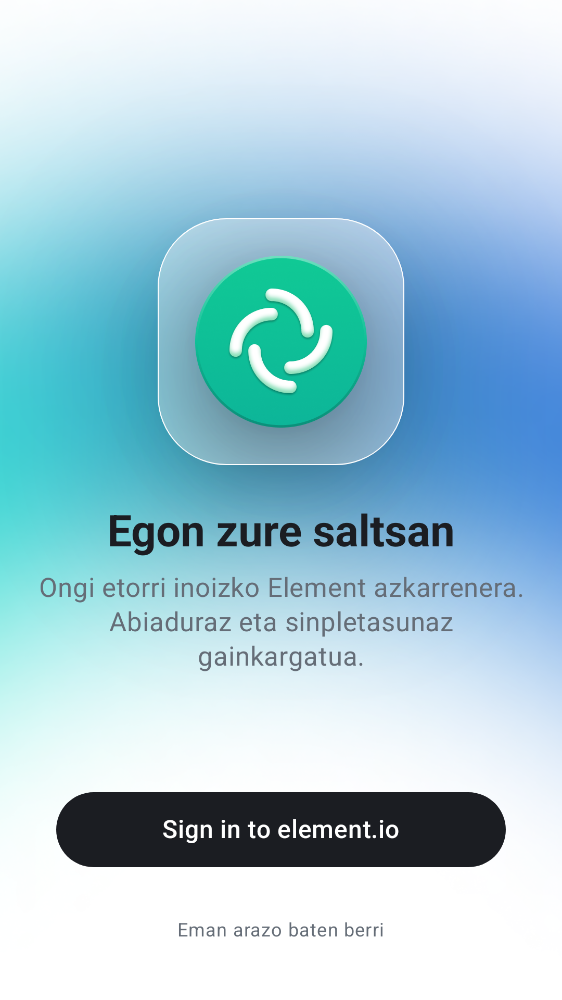 Egon zure saltsan
Ongi etorri inoizko Element azkarrenera.
Abiaduraz eta sinpletasunaz
gainkargatua.
Sign in to element.io
Eman arazo baten berri